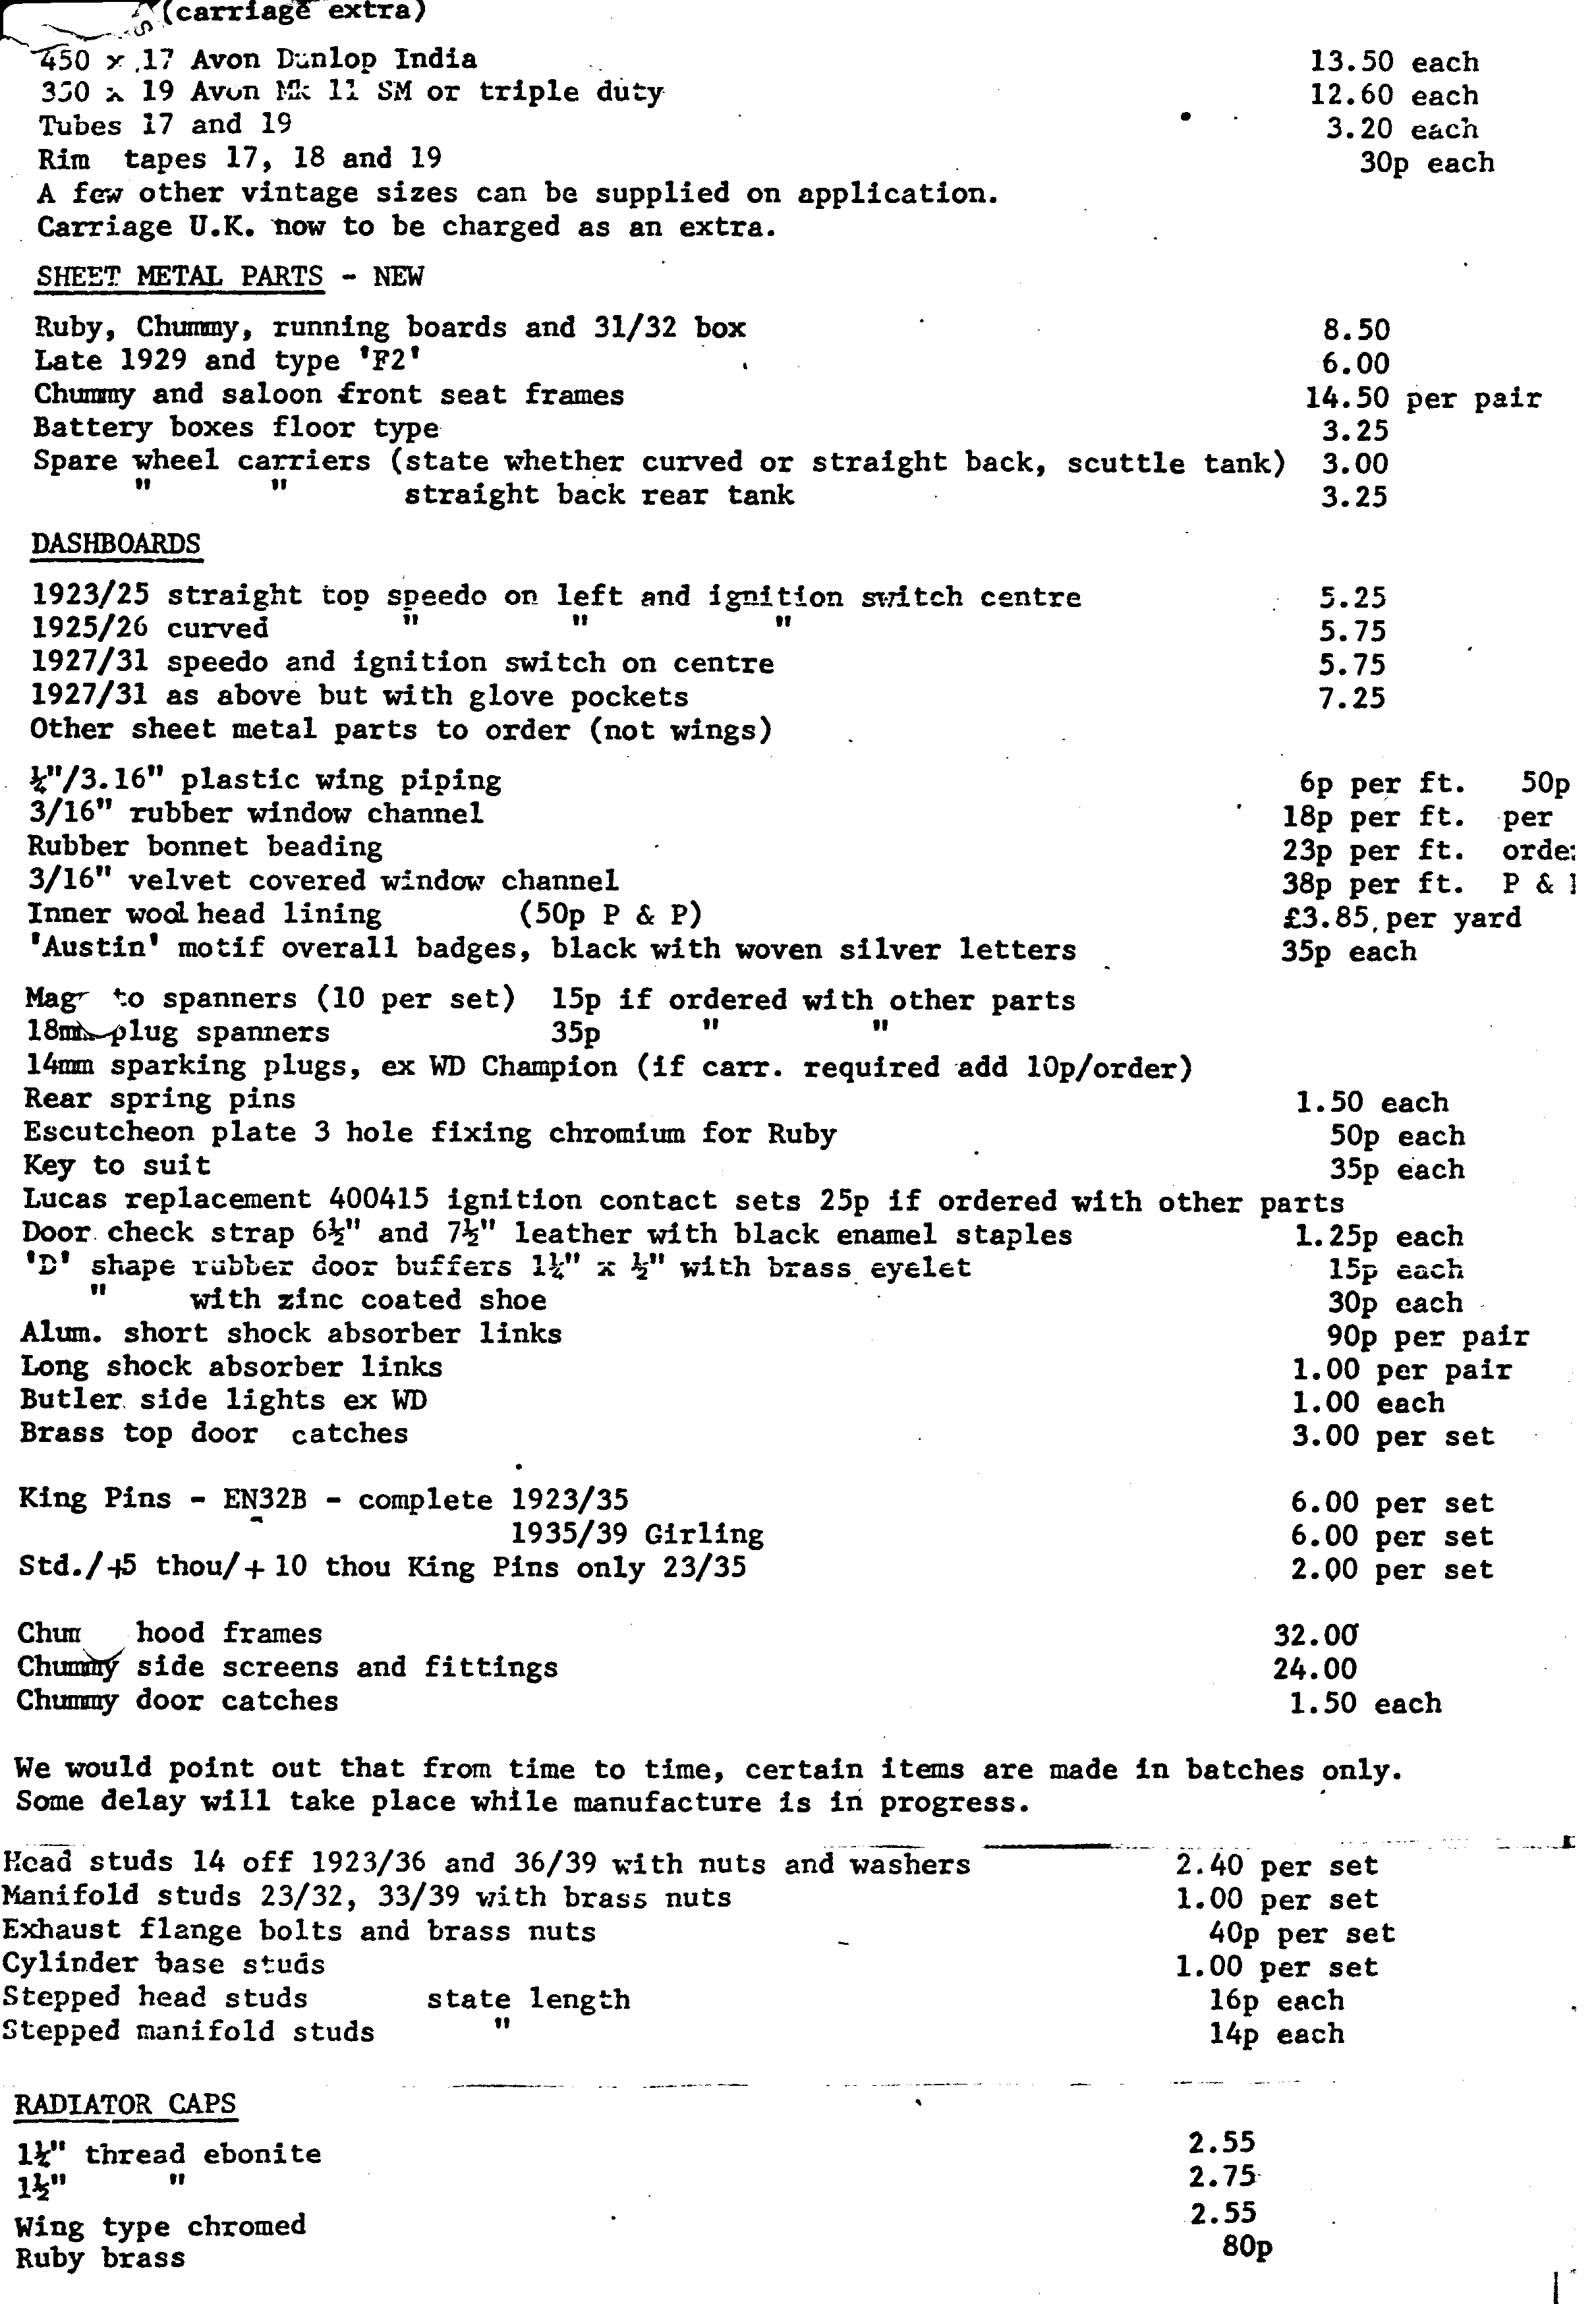 (carriage extra)
450 x 17 Avon Dunlop India 13.50 each
350 x 19 Avon Mk 11 SM or triple duty 12.60 each
Tubes 17 and 19 3.20 each
Rim tapes 17, 18 and 19 30p each
A few other vintage sizes can be supplied on application.
Carriage U.K. now to be charged as an extra.
SHEET METAL PARTS - NEW
Ruby, Chummy, running boards and 31/32 box 8.50
Late 1929 and type 'F2' 6.00
Chummy and saloon front seat frames 14.50 per pair
Battery boxes floor type 3.25
Spare wheel carriers (state whether curved or straight back, scuttle tank) 3.00
" " straight back rear tank 3.25
DASHBOARDS
1923/25 straight top speedo on left and ignition switch centre 5.25
1925/26 curved " " " 5.75
1927/31 speedo and ignition switch on centre 5.75
1927/31 as above but with glove pockets 7.25
Other sheet metal parts to order (not wings)
¼"/3.16" plastic wing piping 6p per ft. 50p
3/16" rubber window channel 18p per ft. per
Rubber bonnet beading 23p per ft.
3/16" velvet covered window channel 38p per ft. P &
Inner wool head lining (50p P & P) £3.85 per yard
'Austin' motif overall badges, black with woven silver letters 35p each
to spanners (10 per set) 15p if ordered with other parts
plug spanners 35p " "
14mm sparking plugs, ex WD Champion (if carr. required add 10p/order)
Rear spring pins 1.50 each
Escutcheon plate 3 hole fixing chromium for Ruby 50p each
Key to suit 35p each
Lucas replacement 400415 ignition contact sets 25p if ordered with other parts
Door check strap 6½" and 7½" leather with black enamel staples 1.25p each
'D' shape rubber door buffers 1¼" x ½" with brass eyelet 15p each
" with zinc coated shoe 30p each
Alum. short shock absorber links 90p per pair
Long shock absorber links 1.00 per pair
Butler side lights ex WD 1.00 each
Brass top door catches 3.00 per set
King Pins - EN32B - complete 1923/35 6.00 per set
1935/39 Girling 6.00 per set
Std./+5 thou/+ 10 thou King Pins only 23/35 2.00 per set
hood frames 32.00
Chummy side screens and fittings 24.00
Chummy door catches 1.50 each
We would point out that from time to time, certain items are made in batches only.
Some delay will take place while manufacture is in progress.
Head studs 14 off 1923/36 and 36/39 with nuts and washers 2.40 per set
Manifold studs 23/32, 33/39 with brass nuts 1.00 per set
Exhaust flange bolts and brass nuts 40p per set
Cylinder base studs 1.00 per set
Stepped head studs state length 16p each
Stepped manifold studs " 14p each
RADIATOR CAPS
1¼" thread ebonite 2.55
1½" " 2.75
Wing type chromed 2.55
Ruby brass 80p